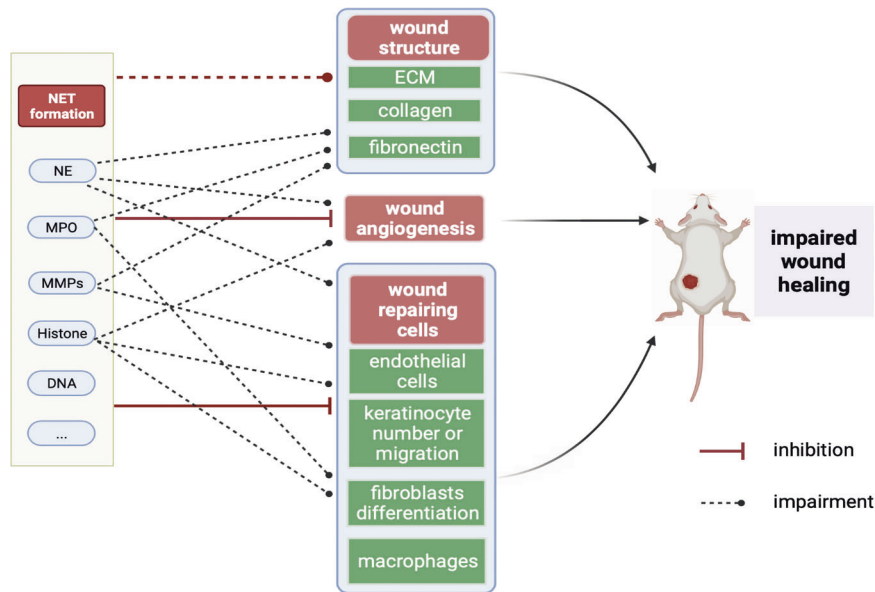 NET
formation
NE
MPO
MMPs
Histone
DNA
...
wound
structure
ECM
collagen
fibronectin
wound
angiogenesis
wound
repairing
cells
endothelial
cells
keratinocyte
number or
migration
fibroblasts
differentiation
macrophages
impaired
wound
healing
inhibition
impairment